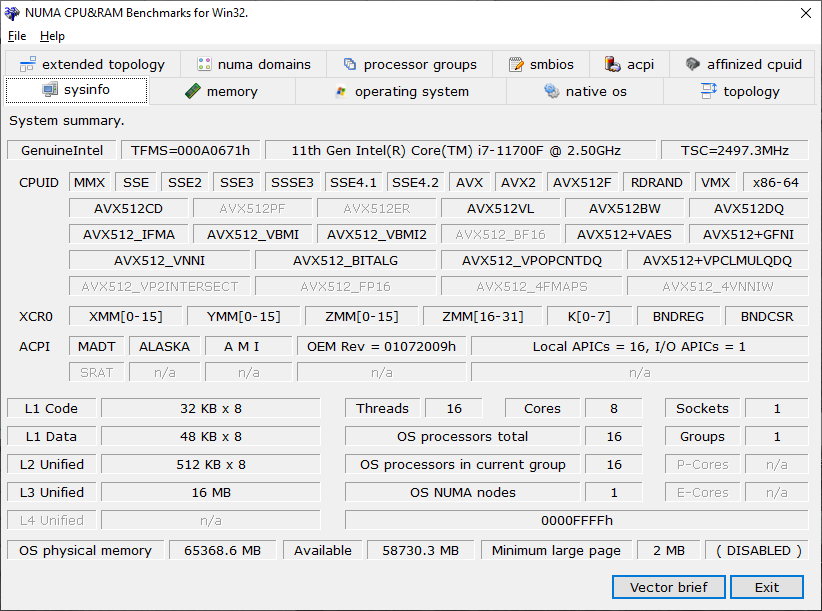 NUMA CPU&RAM Benchmarks for Win32.
File Help
extended topology numa domains processor groups smbios acpi affinized cpuid
sysinfo memory operating system native os topology
System summary.
GenuineIntel TFMS=000A0671h 11th Gen Intel(R) Core(TM) i7-11700F @ 2.50GHz TSC=2497.3MHz
CPUID MMX SSE SSE2 SSE3 SSSE3 SSE4.1 SSE4.2 AVX AVX2 AVX512F RDRAND VMX x86-64
AVX512CD AVX512PF AVX512ER AVX512VL AVX512BW AVX512DQ
AVX512_IFMA AVX512_VBMI AVX512_VBMI2 AVX512_BF16 AVX512+VAES AVX512+GFNI
AVX512_VNNI AVX512_BITALG AVX512_VPOPCNTDQ AVX512+VPCLMULQDQ
AVX512_VP2INTERSECT AVX512_FP16 AVX512_4FMAPS AVX512_4VNNIW
XCR0 XMM[0-15] YMM[0-15] ZMM[0-15] ZMM[16-31] K[0-7] BNDREG BNDCSR
ACPI MADT ALASKA A M I OEM Rev = 01072009h Local APICs = 16, I/O APICs = 1
SRAT n/a n/a n/a n/a
L1 Code 32 KB x 8 Threads 16 Cores 8 Sockets 1
L1 Data 48 KB x 8 OS processors total 16 Groups 1
L2 Unified 512 KB x 8 OS processors in current group 16 P-Cores n/a
L3 Unified 16 MB OS NUMA nodes 1 E-Cores n/a
L4 Unified n/a 0000FFFFh
OS physical memory 65368.6 MB Available 58730.3 MB Minimum large page 2 MB ( DISABLED )
Vector brief Exit